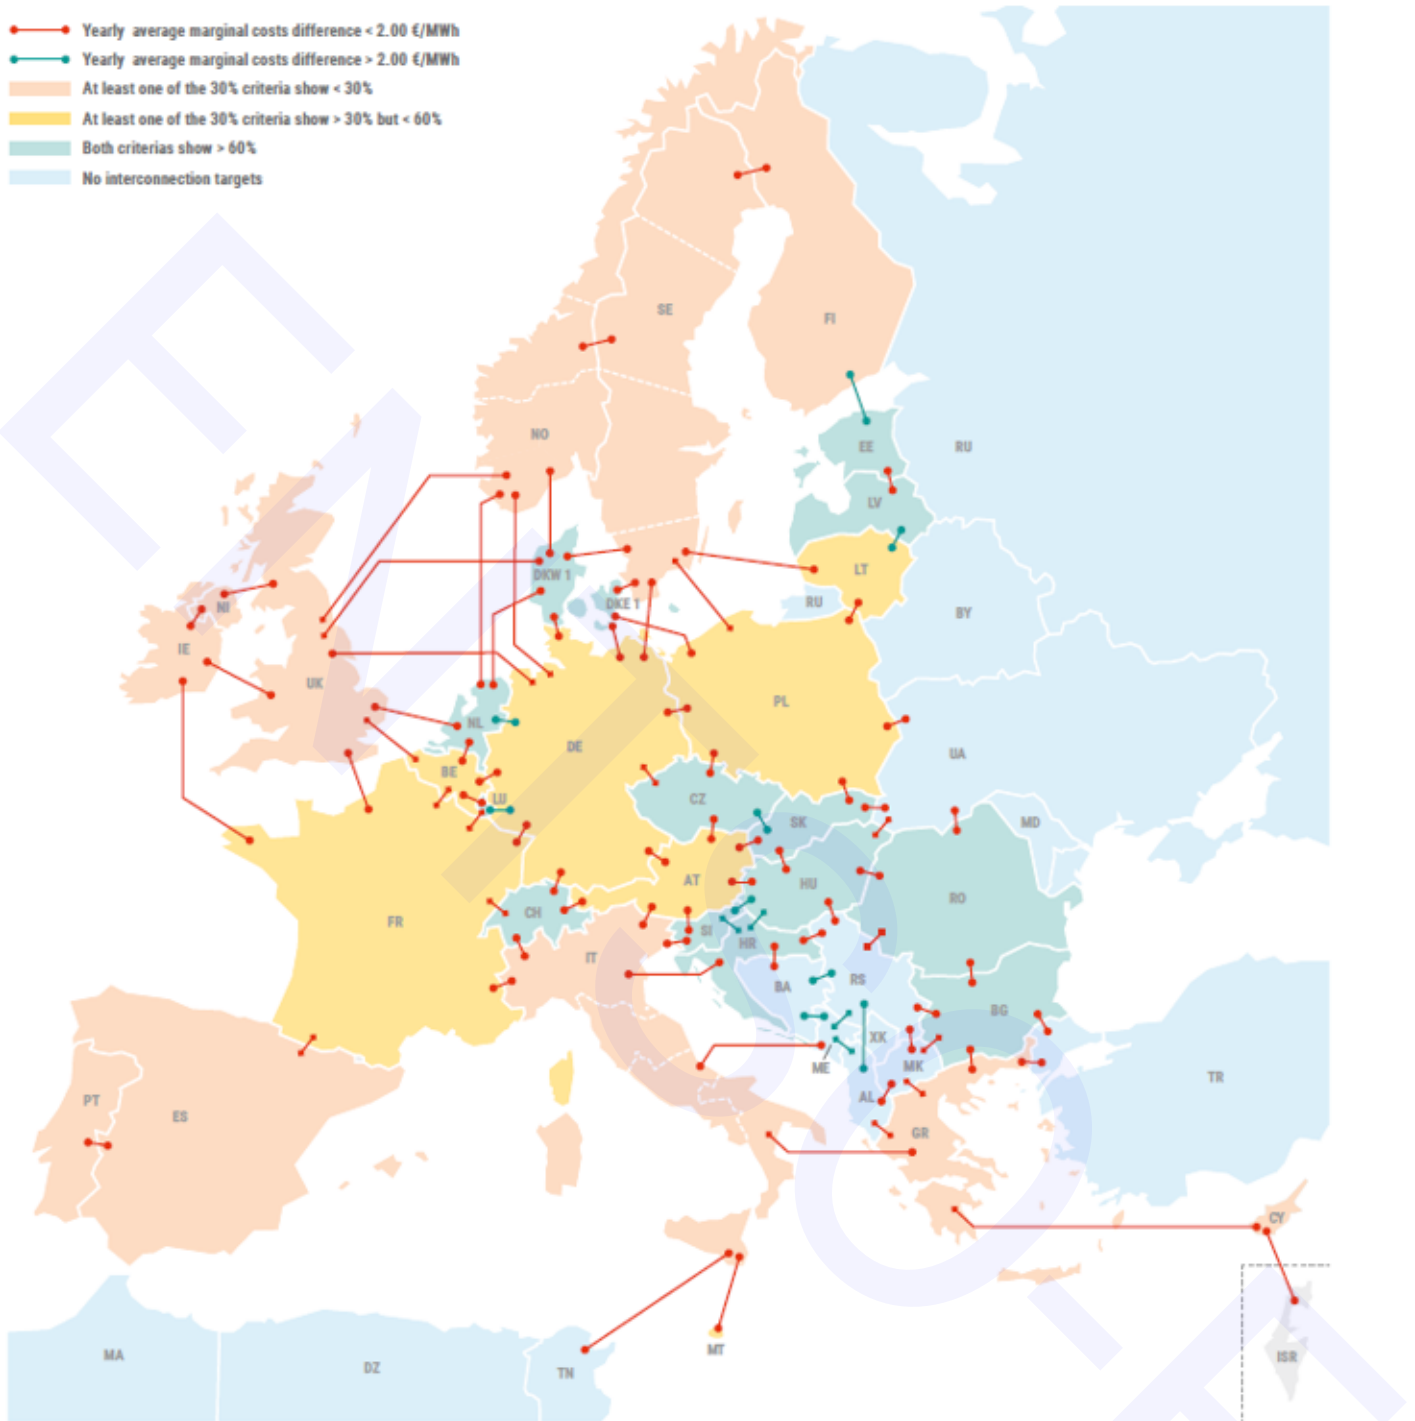 Yearly average marginal costs difference < 2.00 €/MWh
Yearly average marginal costs difference > 2.00 €/MWh
At least one of the 30% criteria show < 30%
At least one of the 30% criteria show > 30% but < 60%
Both criterias show > 60%
No interconnection targets
SE
FI
NO
EE
RU
LV
DKW 1
LT
DKE 1
RU
NI
BY
IE
UK
PL
NL
DE
UA
BE
LU
CZ
SK
MD
AT
HU
RO
CH
FR
SI
HR
IT
BA
RS
BG
XK
ME
MK
TR
PT
AL
ES
GR
CY
MT
MA
DZ
TN
ISR